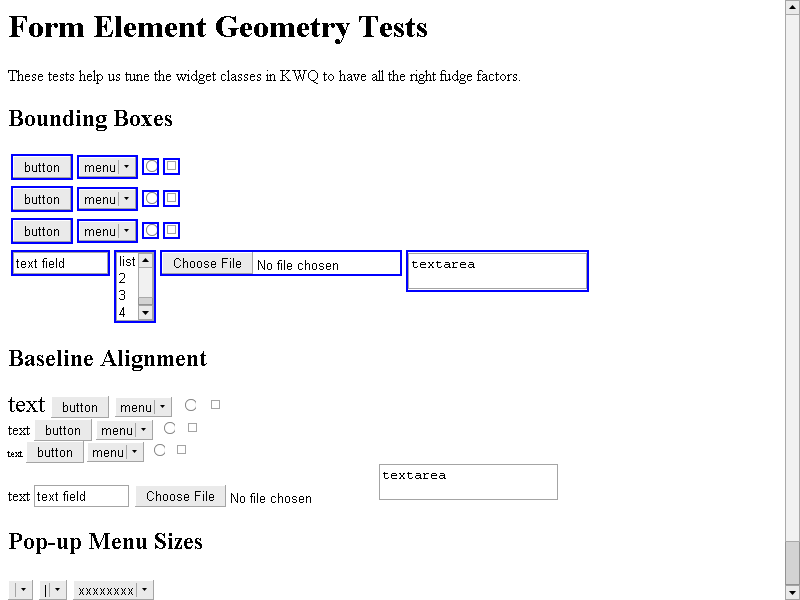 Form Element Geometry Tests
These tests help us tune the widget classes in KWQ to have all the right fudge factors.
Bounding Boxes
button menu
button menu
button menu
text field list Choose File No file chosen textarea
2
3
4
Baseline Alignment
text button menu
text button menu
text button menu
textarea
text text field Choose File No file chosen
Pop-up Menu Sizes
| xxxxxxxx